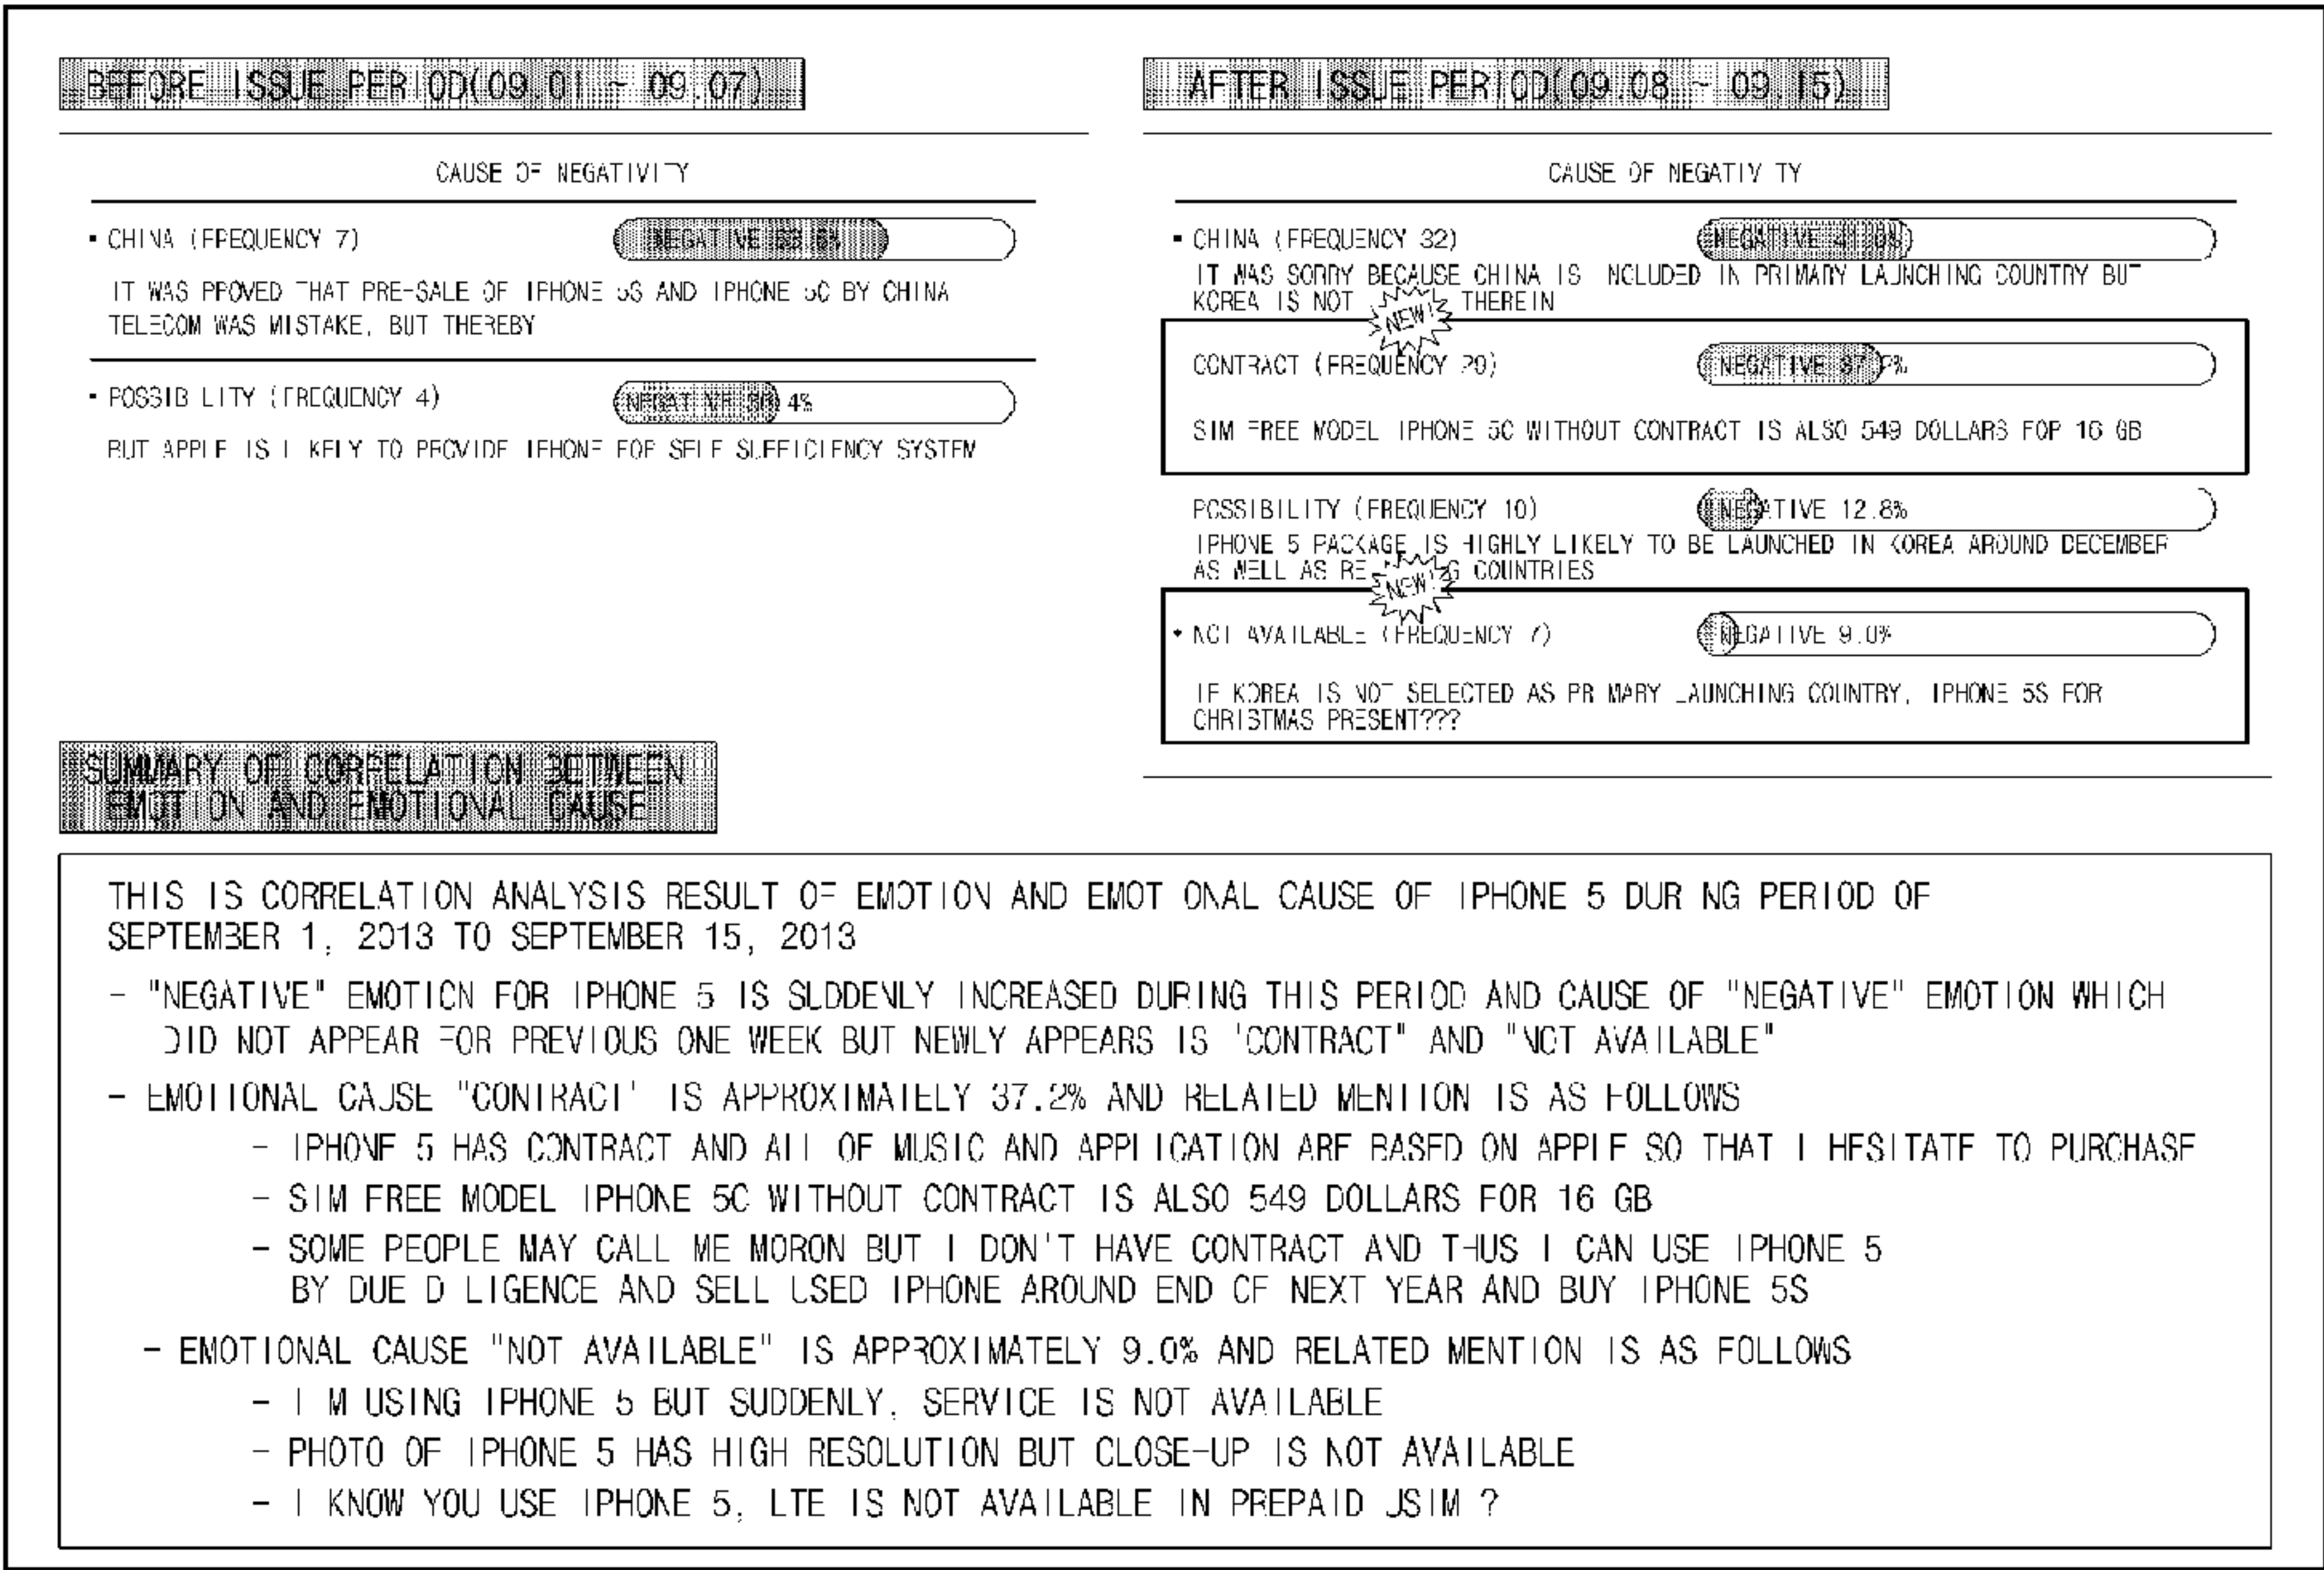 BEFORE ISSUE PERIOD(09.01 ~ 09.07)
CAUSE OF NEGATIVITY
▪ CHINA (FREQUENCY 7)
NEGATIVE 63.6%
IT WAS PROVED THAT PRE-SALE OF IPHONE 5S AND IPHONE 5C BY CHINA
TELECOM WAS MISTAKE, BUT THEREBY
▪ POSSIBILITY (FREQUENCY 4)
NEGATIVE 36.4%
BUT APPLE IS LIKELY TO PROVIDE IPHONE FOR SELF SUFFICIENCY SYSTEM
AFTER ISSUE PERIOD(09.08 ~ 09.15)
CAUSE OF NEGATIVITY
▪ CHINA (FREQUENCY 32)
NEGATIVE 41.0%
IT WAS SORRY BECAUSE CHINA IS INCLUDED IN PRIMARY LAUNCHING COUNTRY BUT
KOREA IS NOT THEREIN
NEW!
CONTRACT (FREQUENCY 29)
NEGATIVE 37.2%
SIM FREE MODEL IPHONE 5C WITHOUT CONTRACT IS ALSO 549 DOLLARS FOR 16 GB
POSSIBILITY (FREQUENCY 10)
NEGATIVE 12.8%
IPHONE 5 PACKAGE IS HIGHLY LIKELY TO BE LAUNCHED IN KOREA AROUND DECEMBER
AS WELL AS COUNTRIES
NEW!
• NOT AVAILABLE (FREQUENCY 7)
NEGATIVE 9.0%
IF KOREA IS NOT SELECTED AS PRIMARY LAUNCHING COUNTRY, IPHONE 5S FOR
CHRISTMAS PRESENT???
SUMMARY OF CORRELATION BETWEEN
EMOTION AND EMOTIONAL CAUSE
THIS IS CORRELATION ANALYSIS RESULT OF EMOTION AND EMOTIONAL CAUSE OF IPHONE 5 DURING PERIOD OF
SEPTEMBER 1, 2013 TO SEPTEMBER 15, 2013
- "NEGATIVE" EMOTION FOR IPHONE 5 IS SUDDENLY INCREASED DURING THIS PERIOD AND CAUSE OF "NEGATIVE" EMOTION WHICH
DID NOT APPEAR FOR PREVIOUS ONE WEEK BUT NEWLY APPEARS IS "CONTRACT" AND "NOT AVAILABLE"
- EMOTIONAL CAUSE "CONTRACT" IS APPROXIMATELY 37.2% AND RELATED MENTION IS AS FOLLOWS
- IPHONE 5 HAS CONTRACT AND ALL OF MUSIC AND APPLICATION ARE BASED ON APPLE SO THAT I HESITATE TO PURCHASE
- SIM FREE MODEL IPHONE 5C WITHOUT CONTRACT IS ALSO 549 DOLLARS FOR 16 GB
- SOME PEOPLE MAY CALL ME MORON BUT I DON'T HAVE CONTRACT AND THUS I CAN USE IPHONE 5
BY DUE DILIGENCE AND SELL USED IPHONE AROUND END OF NEXT YEAR AND BUY IPHONE 5S
- EMOTIONAL CAUSE "NOT AVAILABLE" IS APPROXIMATELY 9.0% AND RELATED MENTION IS AS FOLLOWS
- I M USING IPHONE 5 BUT SUDDENLY, SERVICE IS NOT AVAILABLE
- PHOTO OF IPHONE 5 HAS HIGH RESOLUTION BUT CLOSE-UP IS NOT AVAILABLE
- I KNOW YOU USE IPHONE 5, LTE IS NOT AVAILABLE IN PREPAID USIM ?